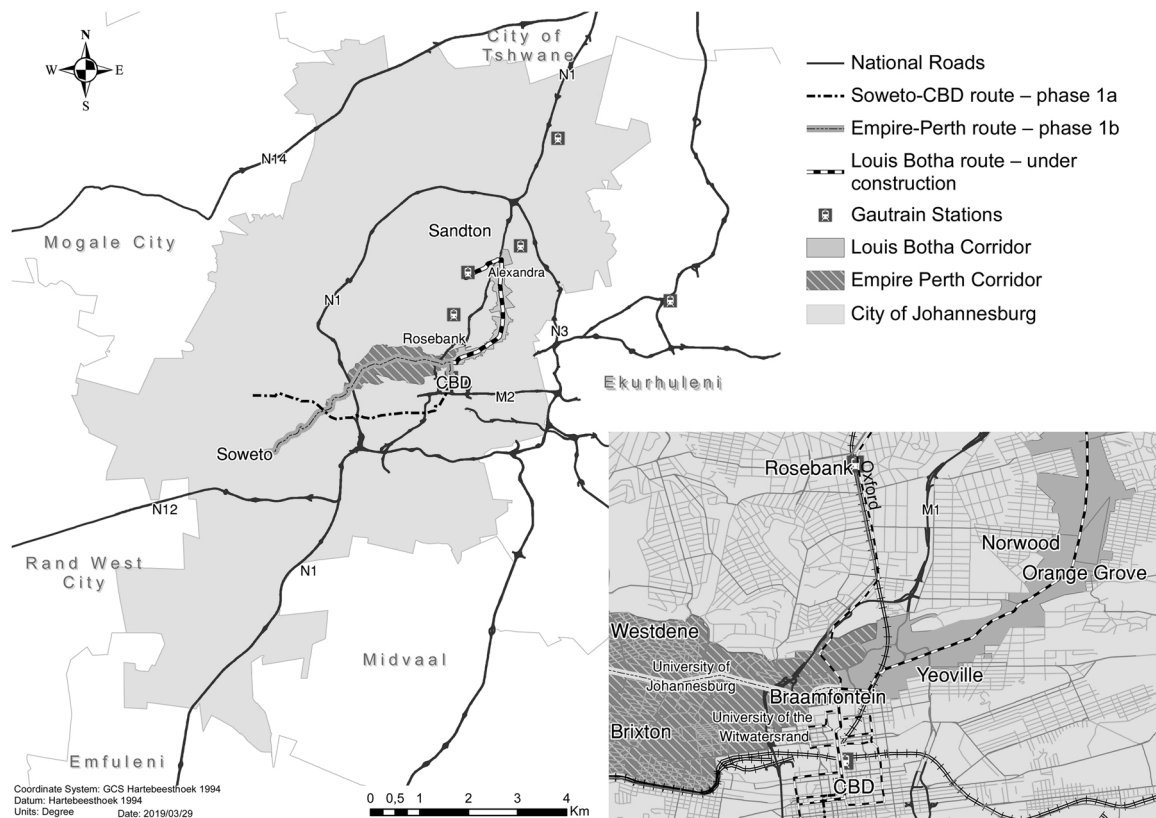 N
W E
S
City of
Tshwane
N1
N14
Mogale City
Sandton
Alexandra
N1
N3
Rosebank
CBD
M2
Ekurhuleni
Soweto
N12
Rand West
City
N1
Midvaal
Emfuleni
National Roads
Soweto-CBD route – phase 1a
Empire-Perth route – phase 1b
Louis Botha route – under
construction
Gautrain Stations
Louis Botha Corridor
Empire Perth Corridor
City of Johannesburg
Rosebank
Oxford
M1
Norwood
Orange Grove
Westdene
University of
Johannesburg
Yeoville
Braamfontein
University of the
Witwatersrand
Brixton
CBD
Coordinate System: GCS Hartebeesthoek 1994
Datum: Hartebeesthoek 1994
Units: Degree Date: 2019/03/29
0 0,5 1 2 3 4
Km